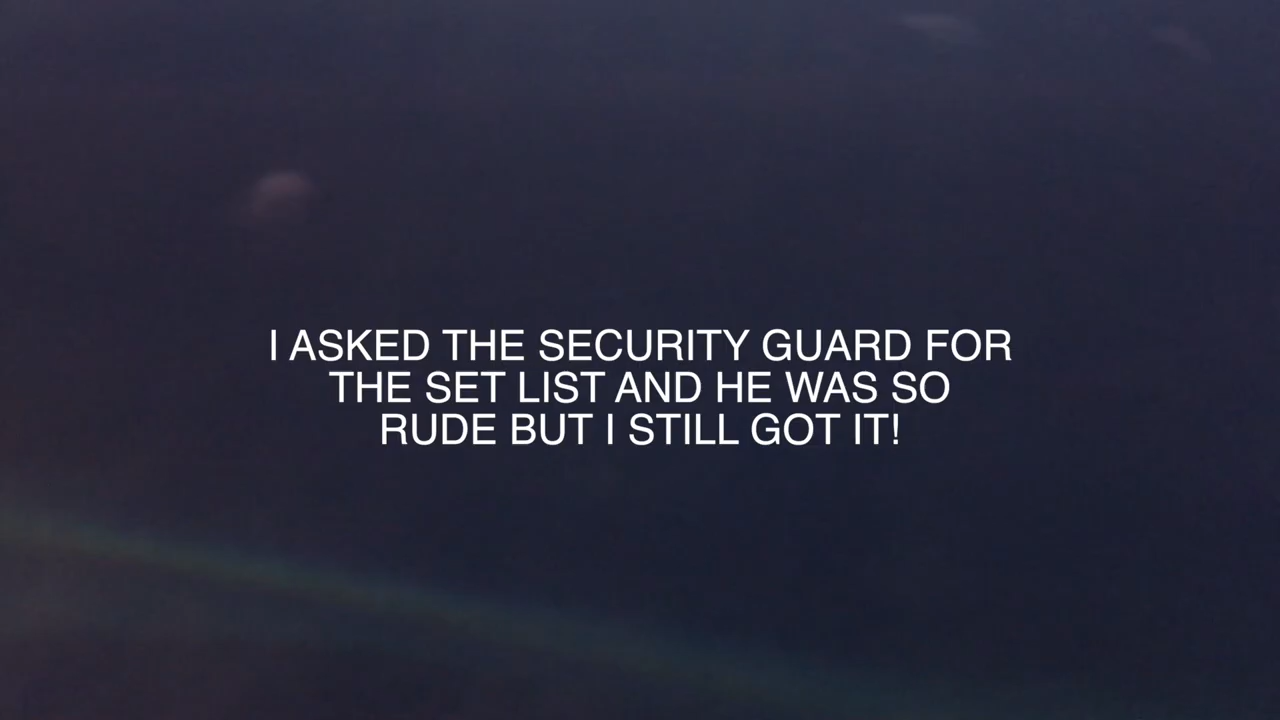 I ASKED THE SECURITY GUARD FOR
THE SET LIST AND HE WAS SO
RUDE BUT I STILL GOT IT!